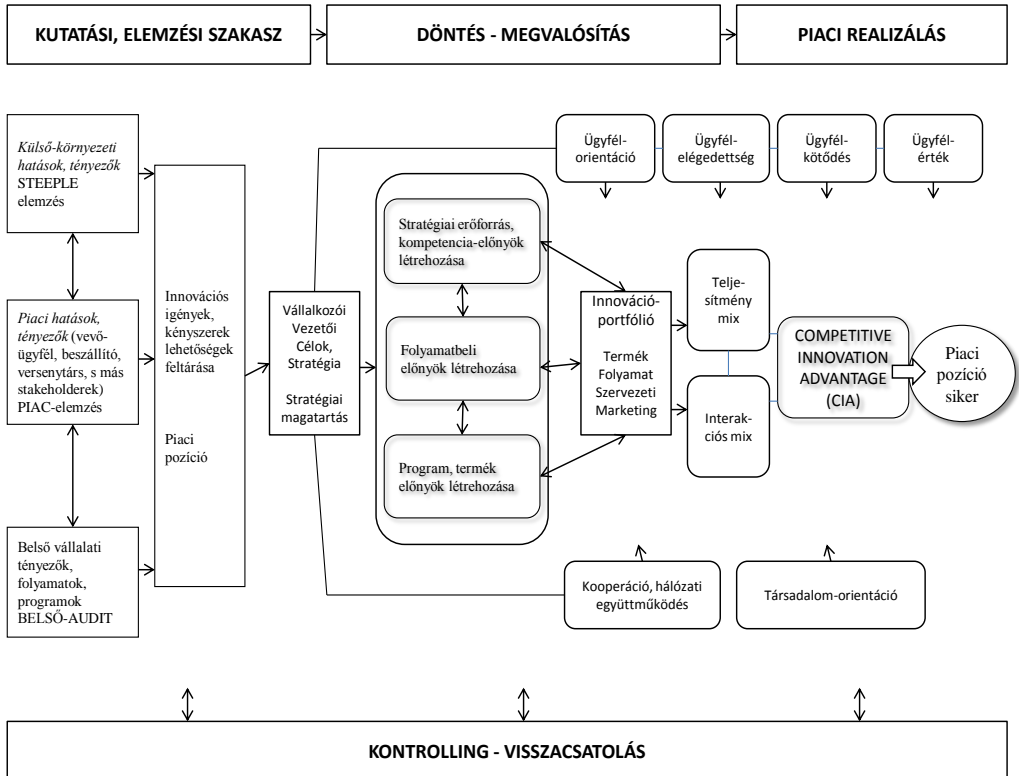 KUTATÁSI, ELEMZÉSI SZAKASZ
DÖNTÉS - MEGVALÓSÍTÁS
PIACI REALIZÁLÁS
Külső-környezeti
hatások, tényezők
STEEPLE
elemzés
Piaci hatások,
tényezők (vevő-
ügyfél, beszállító,
versenytárs, s más
stakeholderek)
PIAC-elemzés
Belső vállalati
tényezők,
folyamatok,
programok
BELSŐ-AUDIT
Innovációs
igények,
kényszerek
lehetőségek
feltárása
Piaci
pozíció
Vállalkozói
Vezetői
Célok,
Stratégia
Stratégiai
magatartás
Stratégiai erőforrás,
kompetencia-előnyök
létrehozása
Folyamatbeli
előnyök létrehozása
Program, termék
előnyök létrehozása
Innováció-
portfólió
Termék
Folyamat
Szervezeti
Marketing
Ügyfél-
orientáció
Ügyfél-
elégedettség
Ügyfél-
kötődés
Ügyfél-
érték
Telje-
sítmény
mix
Interak-
ciós mix
COMPETITIVE
INNOVATION
ADVANTAGE
(CIA)
Piaci
pozíció
siker
Kooperáció, hálózati
együttműködés
Társadalom-orientáció
KONTROLLING - VISSZACSATOLÁS